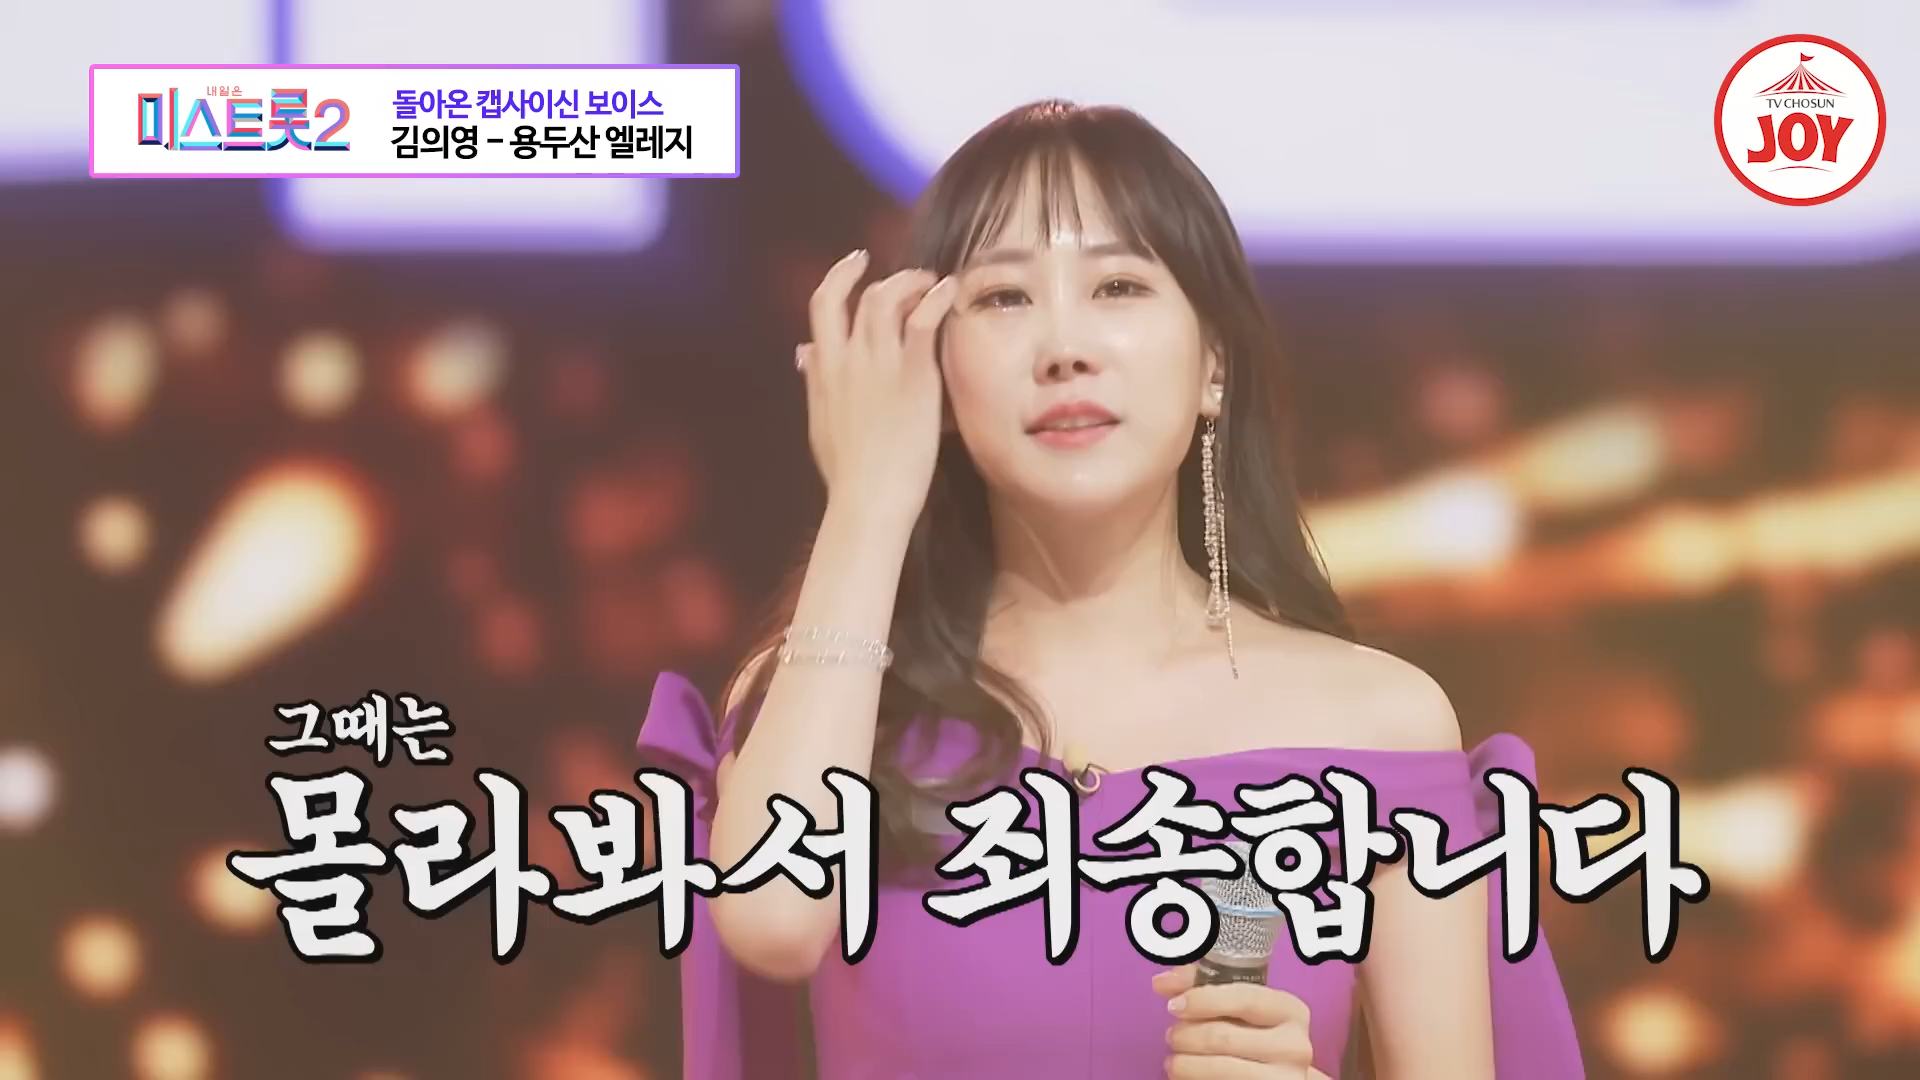 내일은
미스트롯2
돌아온 캡사이신 보이스
김의영 – 용두산 엘레지
TV CHOSUN
JOY
그때는
몰라봐서 죄송합니다